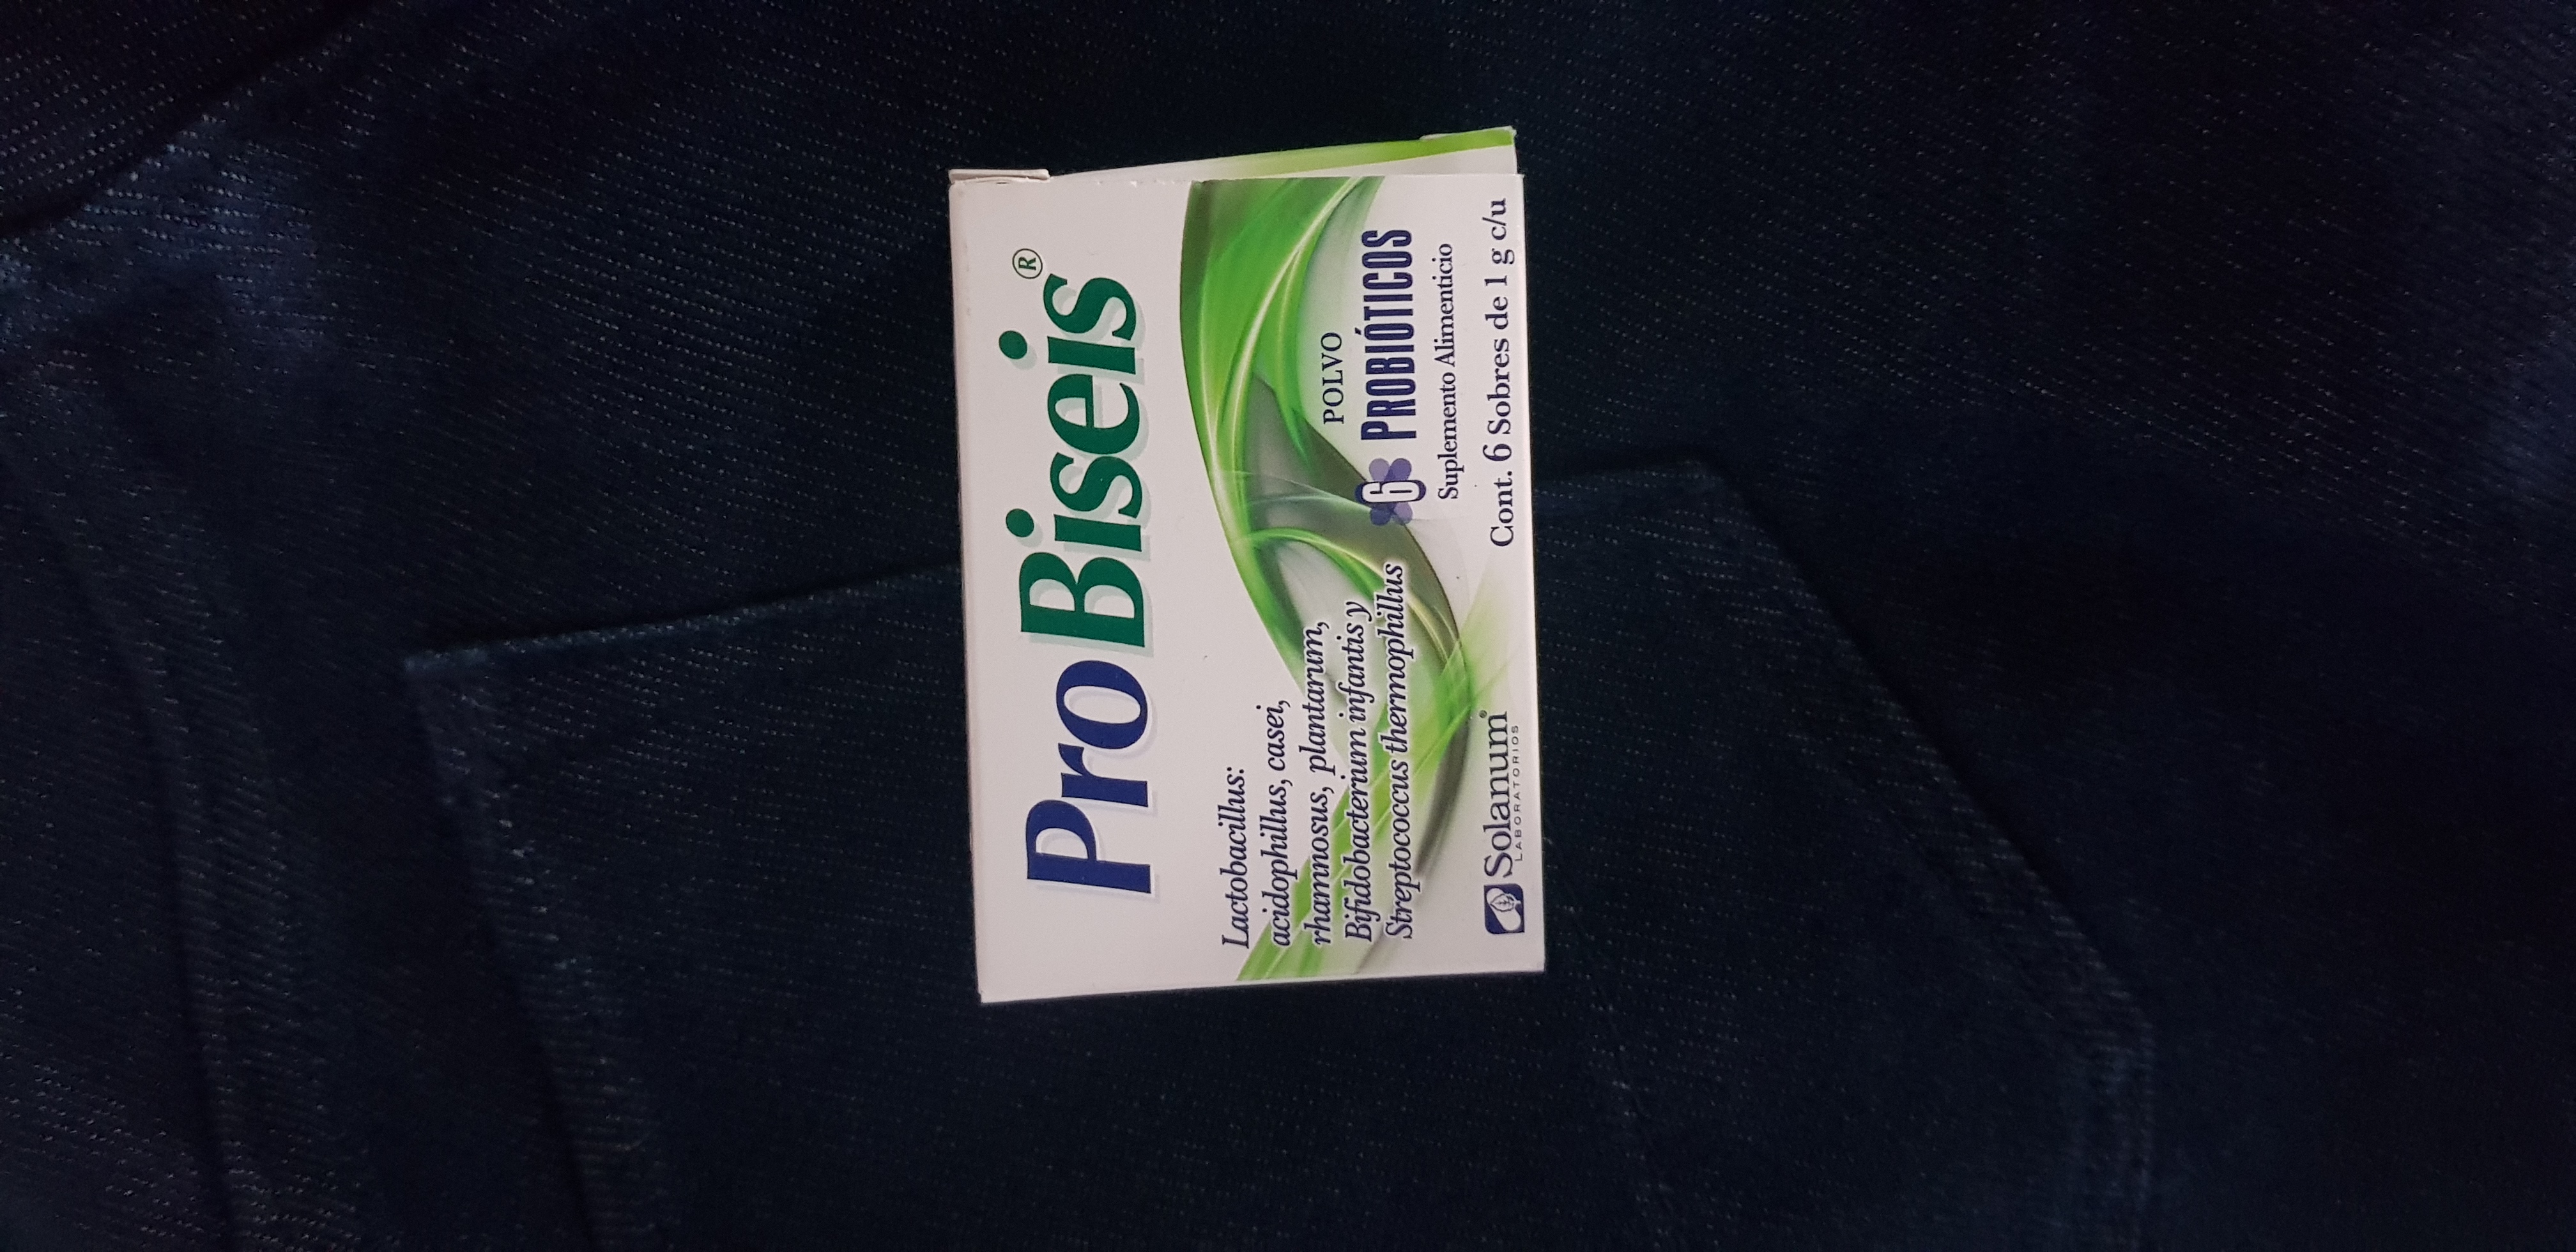 ProBiseis®
Lactobacillus:
acidophillus, casei,
rhamnosus, plantarum,
Bifidobacterium infantis y
Streptococcus thermophillus
POLVO
6 PROBIÓTICOS
Suplemento Alimenticio
Solanum®
LABORATORIOS
Cont. 6 Sobres de 1 g c/u